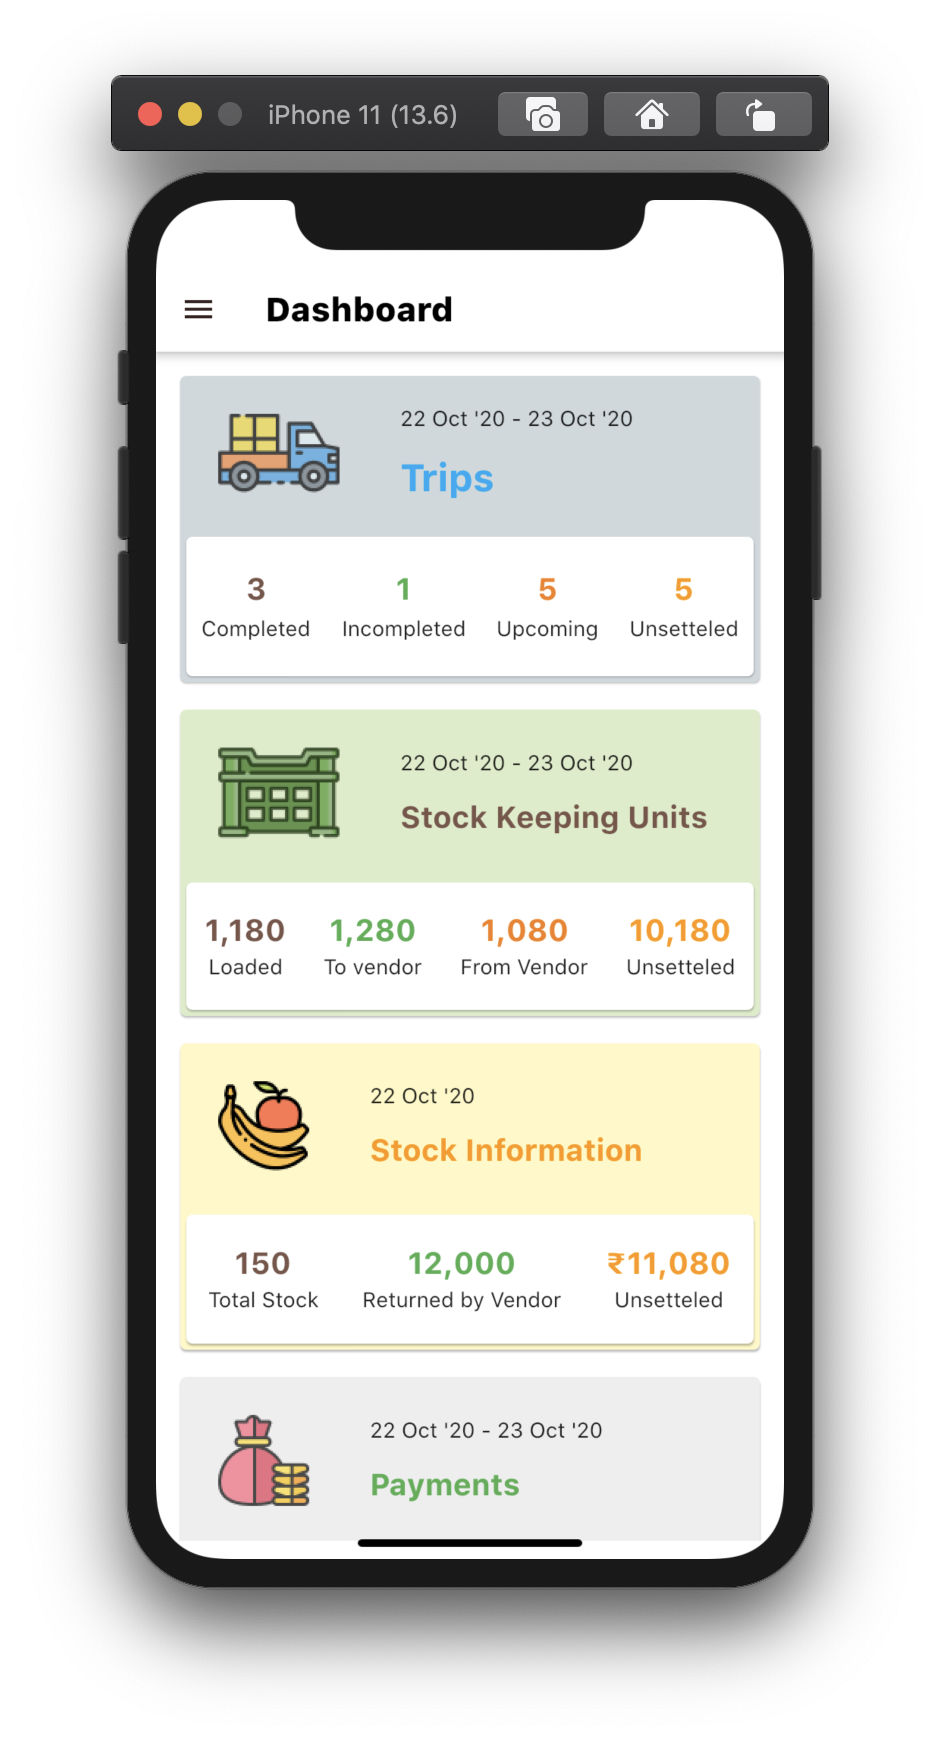 iPhone 11 (13.6)
Dashboard
22 Oct '20 - 23 Oct '20
Trips
3 1 5 5
Completed Incompleted Upcoming Unsetteled
22 Oct '20 - 23 Oct '20
Stock Keeping Units
1,180 1,280 1,080 10,180
Loaded To vendor From Vendor Unsetteled
22 Oct '20
Stock Information
150 12,000 ₹11,080
Total Stock Returned by Vendor Unsetteled
22 Oct '20 - 23 Oct '20
Payments